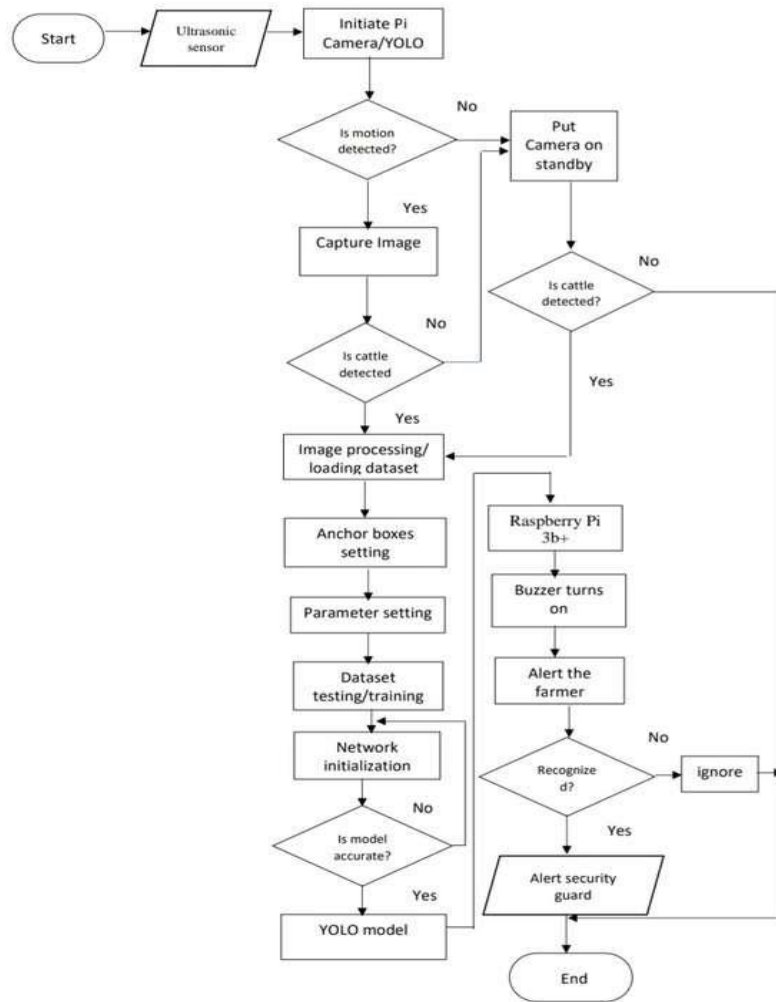 Start
Ultrasonic
sensor
Initiate Pi
Camera/YOLO
No
Is motion
detected?
Put
Camera on
standby
Yes
Capture Image
No
Is cattle
detected?
No
Is cattle
detected
Yes
Yes
Image processing/
loading dataset
Raspberry Pi
3b+
Anchor boxes
setting
Buzzer turns
on
Parameter setting
Alert the
farmer
Dataset
testing/training
Network
initialization
No
Recognize
d?
ignore
No
Is model
accurate?
Yes
Yes
Alert security
guard
YOLO model
End